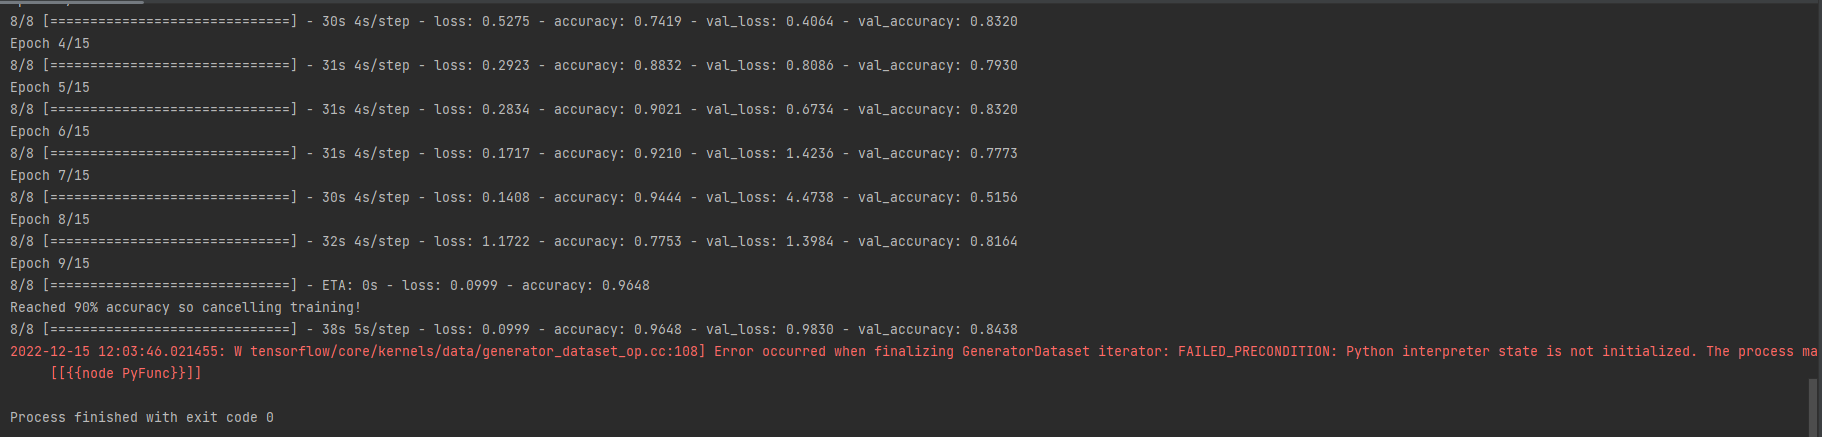 8/8 [==============================] - 30s 4s/step - loss: 0.5275 - accuracy: 0.7419 - val_loss: 0.4064 - val_accuracy: 0.8320
Epoch 4/15
8/8 [==============================] - 31s 4s/step - loss: 0.2923 - accuracy: 0.8832 - val_loss: 0.8086 - val_accuracy: 0.7930
Epoch 5/15
8/8 [==============================] - 31s 4s/step - loss: 0.2834 - accuracy: 0.9021 - val_loss: 0.6734 - val_accuracy: 0.8320
Epoch 6/15
8/8 [==============================] - 31s 4s/step - loss: 0.1717 - accuracy: 0.9210 - val_loss: 1.4236 - val_accuracy: 0.7773
Epoch 7/15
8/8 [==============================] - 30s 4s/step - loss: 0.1408 - accuracy: 0.9444 - val_loss: 4.4738 - val_accuracy: 0.5156
Epoch 8/15
8/8 [==============================] - 32s 4s/step - loss: 1.1722 - accuracy: 0.7753 - val_loss: 1.3984 - val_accuracy: 0.8164
Epoch 9/15
8/8 [==============================] - ETA: 0s - loss: 0.0999 - accuracy: 0.9648
Reached 90% accuracy so cancelling training!
8/8 [==============================] - 38s 5s/step - loss: 0.0999 - accuracy: 0.9648 - val_loss: 0.9830 - val_accuracy: 0.8438
2022-12-15 12:03:46.021455: W tensorflow/core/kernels/data/generator_dataset_op.cc:108] Error occurred when finalizing GeneratorDataset iterator: FAILED_PRECONDITION: Python interpreter state is not initialized. The process ma
[[{{node PyFunc}}]]
Process finished with exit code 0